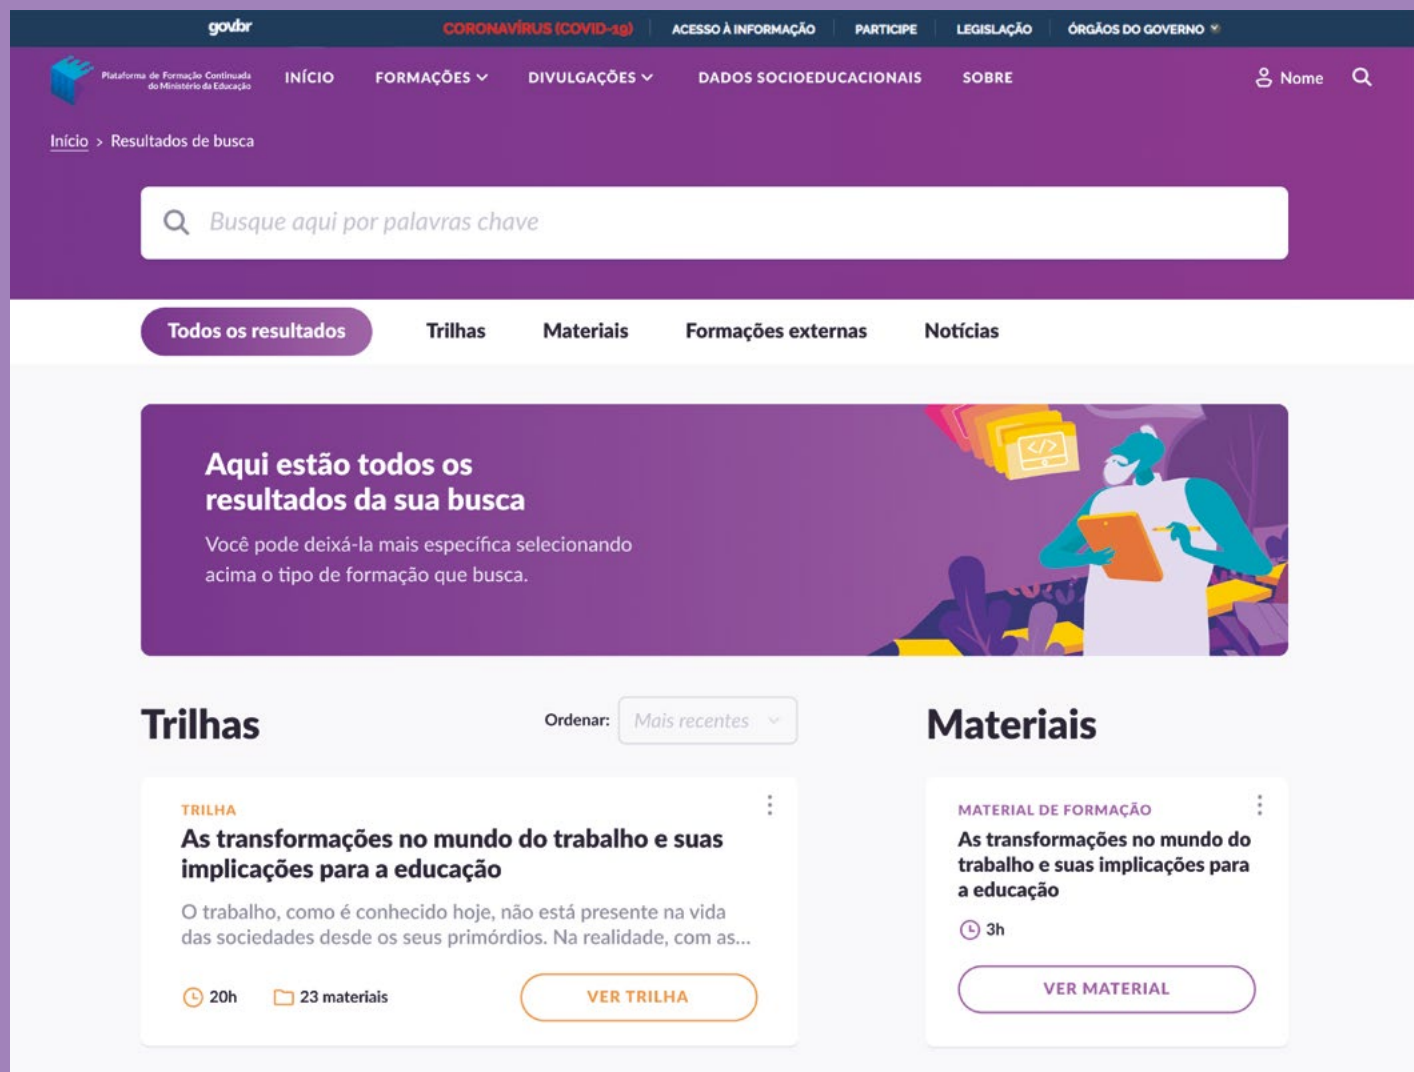 govbr
CORONAVÍRUS (COVID-19)
ACESSO À INFORMAÇÃO
PARTICIPE
LEGISLAÇÃO
ÓRGÃOS DO GOVERNO
Plataforma de Formação Continuada
do Ministério da Educação
INÍCIO
FORMAÇÕES
DIVULGAÇÕES
DADOS SOCIOEDUCACIONAIS
SOBRE
Nome
Início > Resultados de busca
Busque aqui por palavras chave
Todos os resultados
Trilhas
Materiais
Formações externas
Notícias
Aqui estão todos os
resultados da sua busca
Você pode deixá-la mais específica selecionando
acima o tipo de formação que busca.
</>
Trilhas
Ordenar:
Mais recentes
TRILHA
As transformações no mundo do trabalho e suas
implicações para a educação
O trabalho, como é conhecido hoje, não está presente na vida
das sociedades desde os seus primórdios. Na realidade, com as...
20h
23 materiais
VER TRILHA
Materiais
MATERIAL DE FORMAÇÃO
As transformações no mundo do
trabalho e suas implicações para
a educação
3h
VER MATERIAL